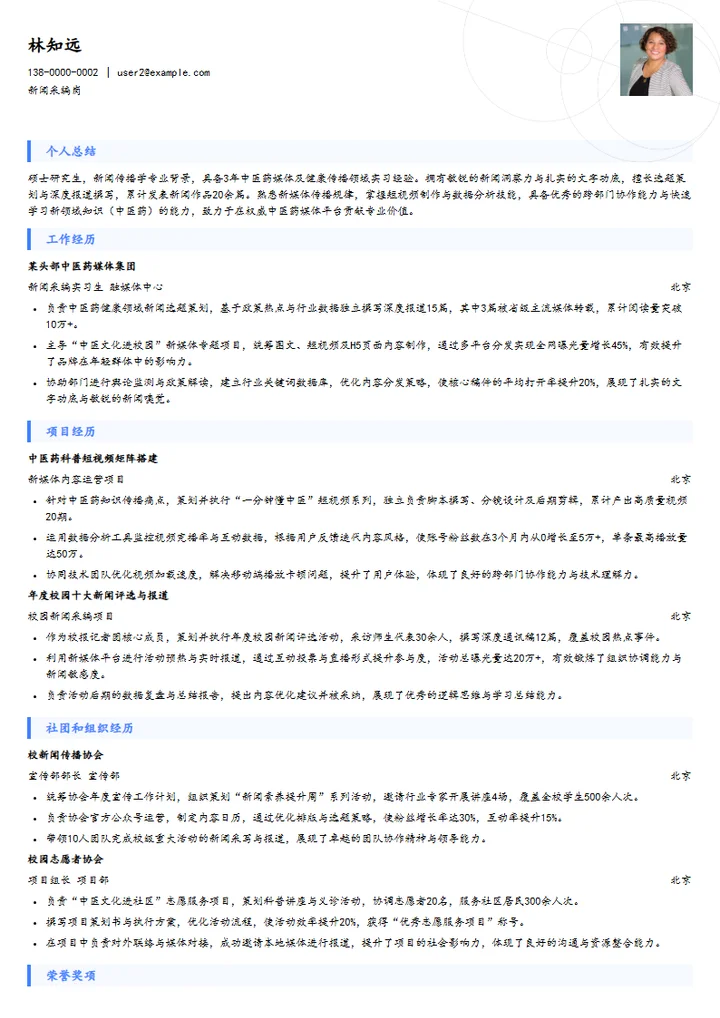 林知远
138-0000-0002 | user2@example.com
新闻采编岗
个人总结
硕士研究生，新闻传播学专业背景，具备3年中医药媒体及健康传播领域实习经验。拥有敏锐的新闻洞察力与扎实的文字功底，擅长选题策
划与深度报道撰写，累计发表新闻作品20余篇。熟悉新媒体传播规律，掌握短视频制作与数据分析技能，具备优秀的跨部门协作能力与快速
学习新领域知识（中医药）的能力，致力于在权威中医药媒体平台贡献专业价值。
工作经历
某头部中医药媒体集团
新闻采编实习生 融媒体中心 北京
• 负责中医药健康领域新闻选题策划，基于政策热点与行业数据独立撰写深度报道15篇，其中3篇被省级主流媒体转载，累计阅读量突破
10万+。
• 主导“中医文化进校园”新媒体专题项目，统筹图文、短视频及H5页面内容制作，通过多平台分发实现全网曝光量增长45%，有效提升
了品牌在年轻群体中的影响力。
• 协助部门进行舆论监测与政策解读，建立行业关键词数据库，优化内容分发策略，使核心稿件的平均打开率提升20%，展现了扎实的文
字功底与敏锐的新闻嗅觉。
项目经历
中医药科普短视频矩阵搭建
新媒体内容运营项目 北京
• 针对中医药知识传播痛点，策划并执行“一分钟懂中医”短视频系列，独立负责脚本撰写、分镜设计及后期剪辑，累计产出高质量视频
20期。
• 运用数据分析工具监控视频完播率与互动数据，根据用户反馈迭代内容风格，使账号粉丝数在3个月内从0增长至5万+，单条最高播放量
达50万。
• 协同技术团队优化视频加载速度，解决移动端播放卡顿问题，提升了用户体验，体现了良好的跨部门协作能力与技术理解力。
年度校园十大新闻评选与报道
校园新闻采编项目 北京
• 作为校报记者团核心成员，策划并执行年度校园新闻评选活动，采访师生代表30余人，撰写深度通讯稿12篇，覆盖校园热点事件。
• 利用新媒体平台进行活动预热与实时报道，通过互动投票与直播形式提升参与度，活动总曝光量达20万+，有效锻炼了组织协调能力与
新闻敏感度。
• 负责活动后期的数据复盘与总结报告，提出内容优化建议并被采纳，展现了优秀的逻辑思维与学习总结能力。
社团和组织经历
校新闻传播协会
宣传部部长 宣传部 北京
• 统筹协会年度宣传工作计划，组织策划“新闻素养提升周”系列活动，邀请行业专家开展讲座4场，覆盖全校学生500余人次。
• 负责协会官方公众号运营，制定内容日历，通过优化排版与选题策略，使粉丝增长率达30%，互动率提升15%。
• 带领10人团队完成校级重大活动的新闻采写与报道，展现了卓越的团队协作精神与领导能力。
校园志愿者协会
项目组长 项目部 北京
• 负责“中医文化进社区”志愿服务项目，策划科普讲座与义诊活动，协调志愿者20名，服务社区居民300余人次。
• 撰写项目策划书与执行方案，优化活动流程，使活动效率提升20%，获得“优秀志愿服务项目”称号。
• 在项目中负责对外联络与媒体对接，成功邀请本地媒体进行报道，提升了项目的社会影响力，体现了良好的沟通与资源整合能力。
荣誉奖项